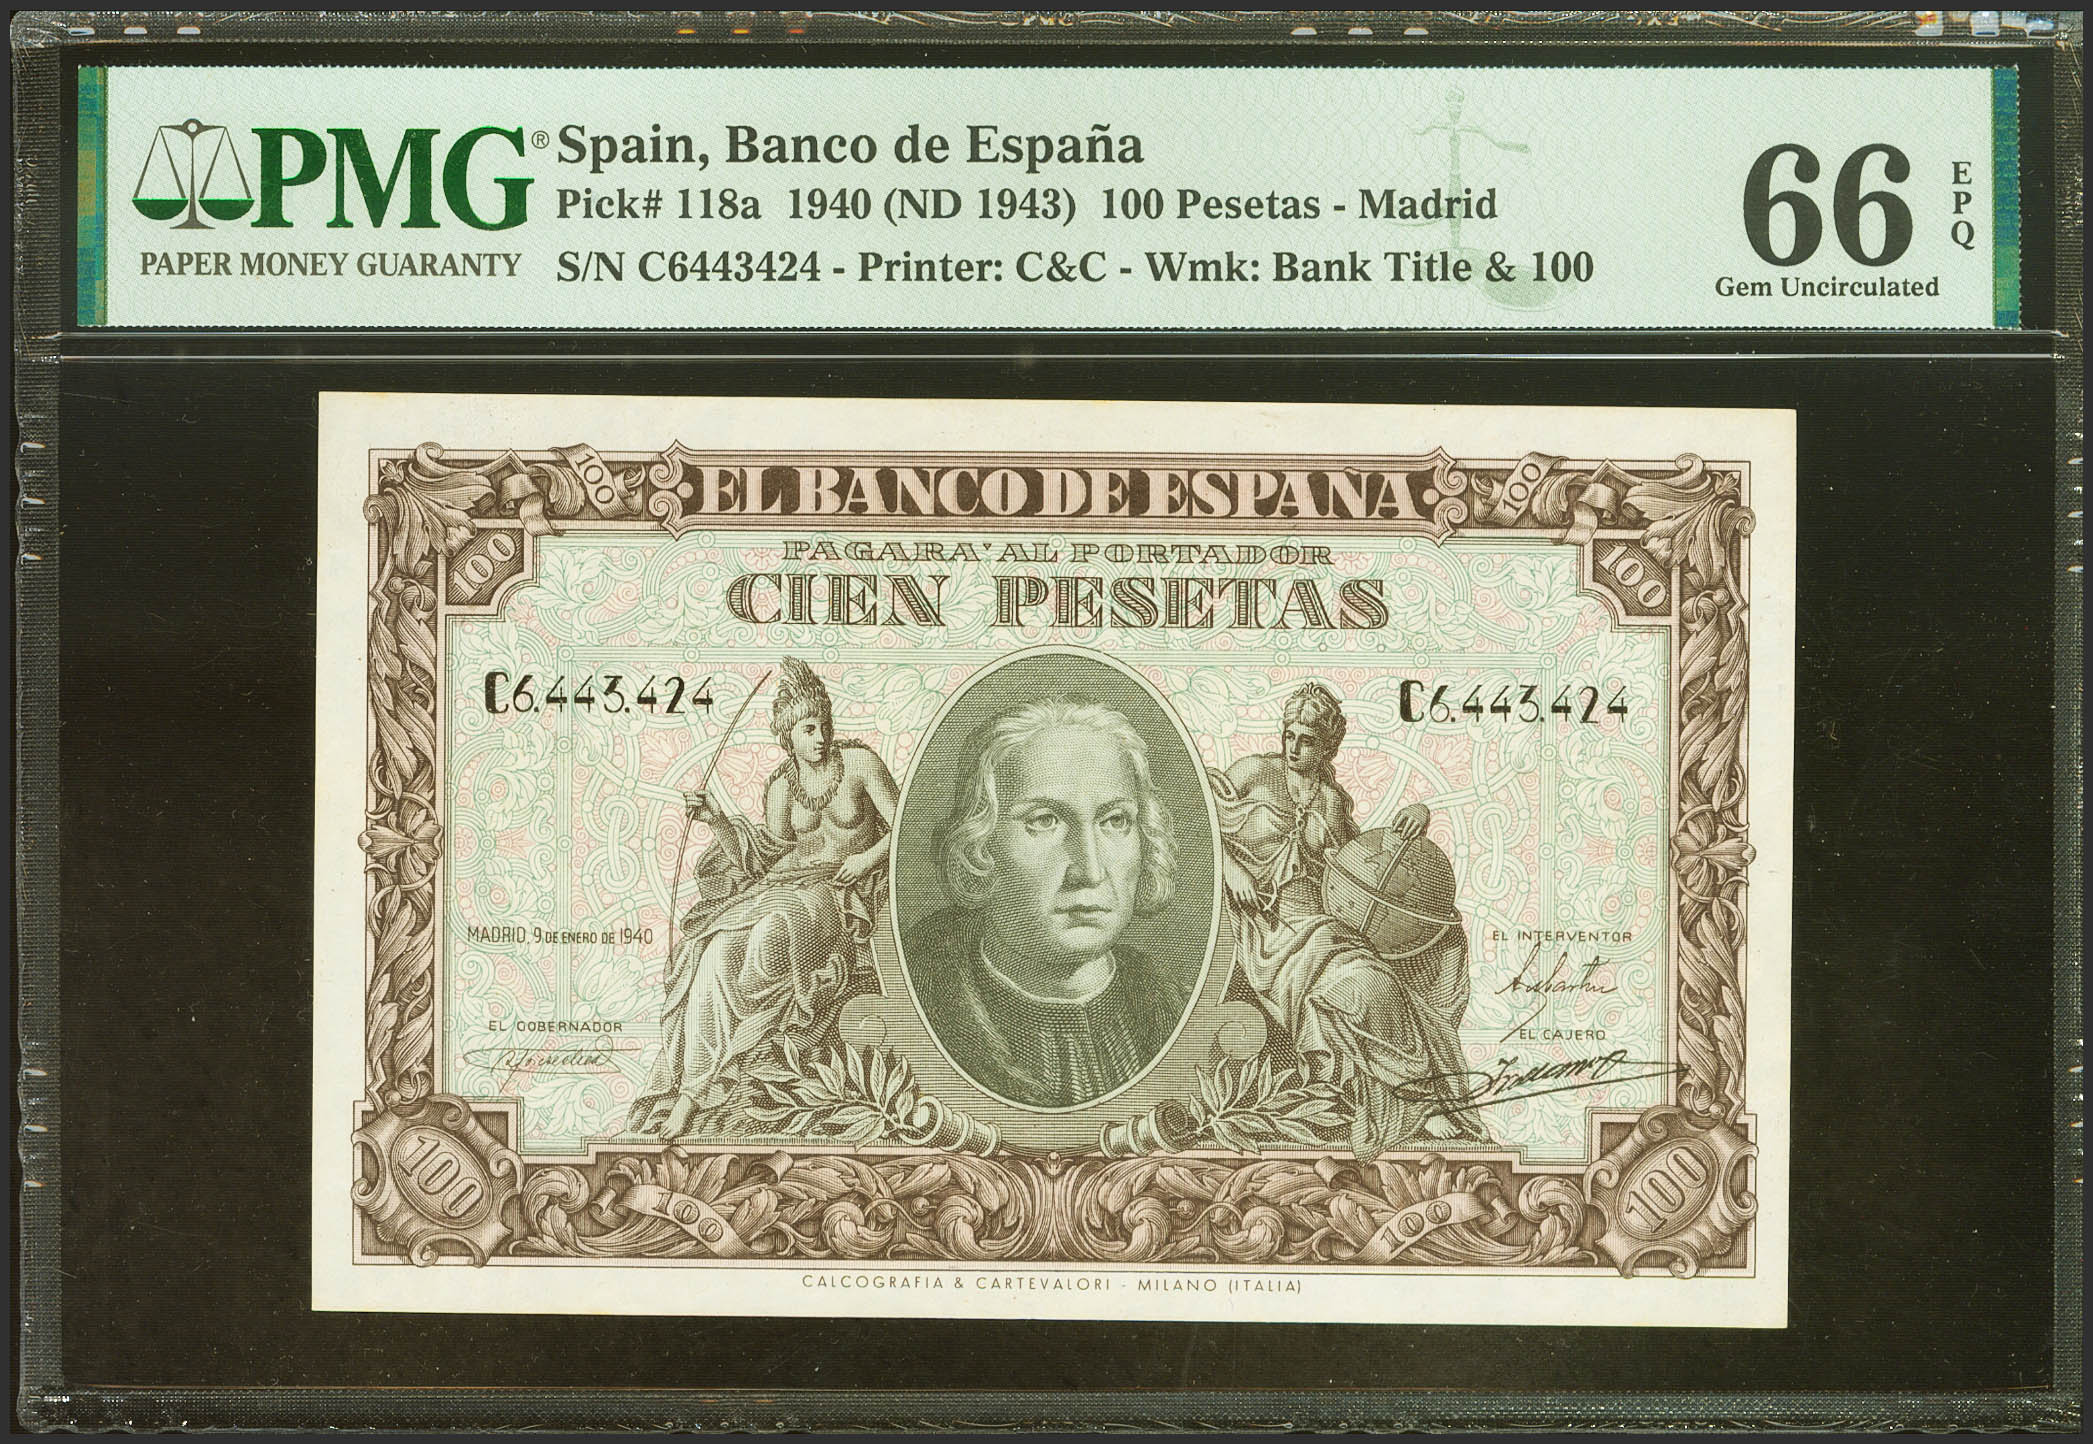 PMG®
PAPER MONEY GUARANTY
Spain, Banco de España
Pick# 118a 1940 (ND 1943) 100 Pesetas - Madrid
S/N C6443424 - Printer: C&C - Wmk: Bank Title & 100
66
EPQ
Gem Uncirculated
100
100
EL BANCO DE ESPAÑA
100
100
PAGARA' AL PORTADOR
CIEN PESETAS
C6.443.424
C6.443.424
MADRID, 9 DE ENERO DE 1940
EL INTERVENTOR
EL GOBERNADOR
EL CAJERO
100
100
100
100
CALCOGRAFIA & CARTEVALORI - MILANO (ITALIA)